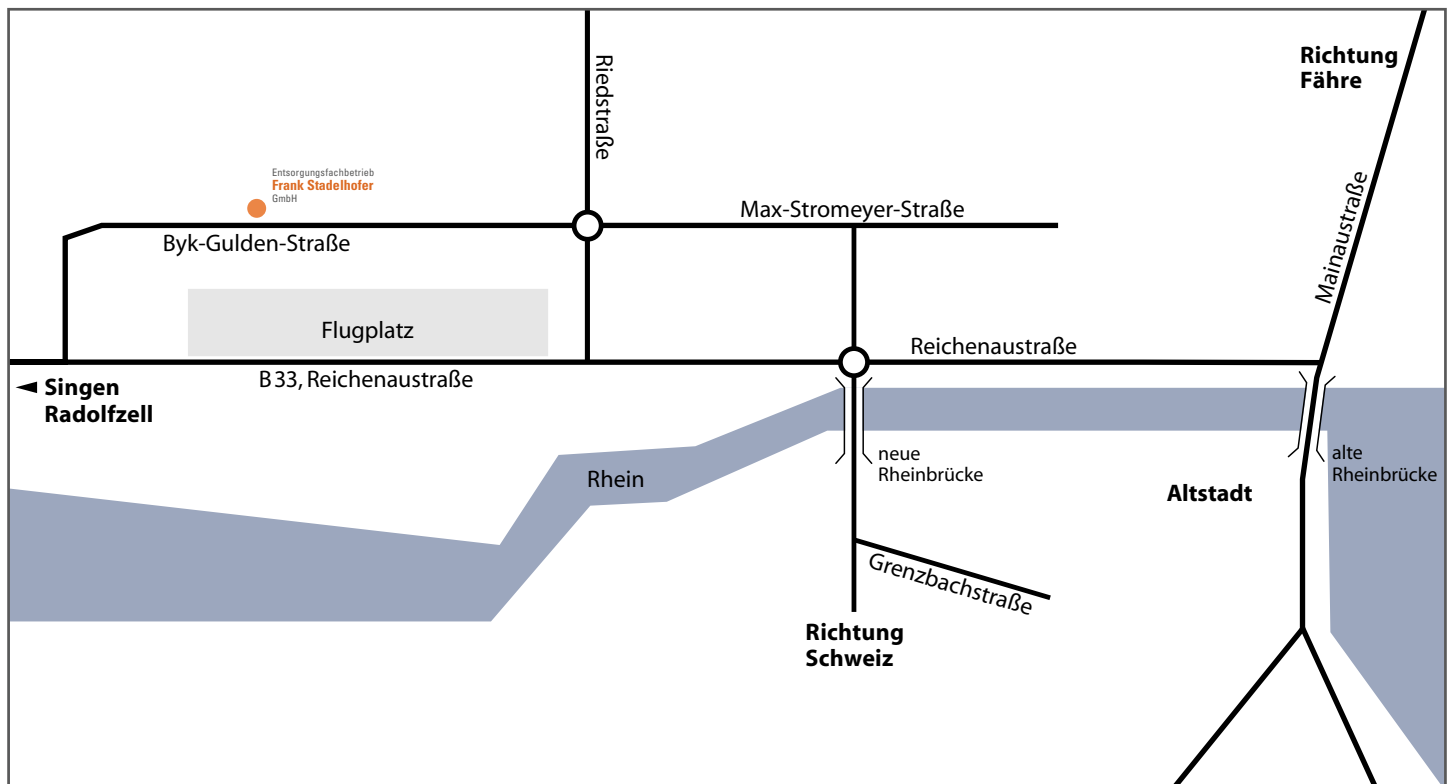 Richtung
Fähre
Riedstraße
Entsorgungsfachbetrieb
Frank Stadelhofer
GmbH
Max-Stromeyer-Straße
Byk-Gulden-Straße
Mainaustraße
Flugplatz
Reichenaustraße
B 33, Reichenaustraße
Singen
Radolfzell
neue
Rheinbrücke
alte
Rheinbrücke
Rhein
Altstadt
Grenzbachstraße
Richtung
Schweiz